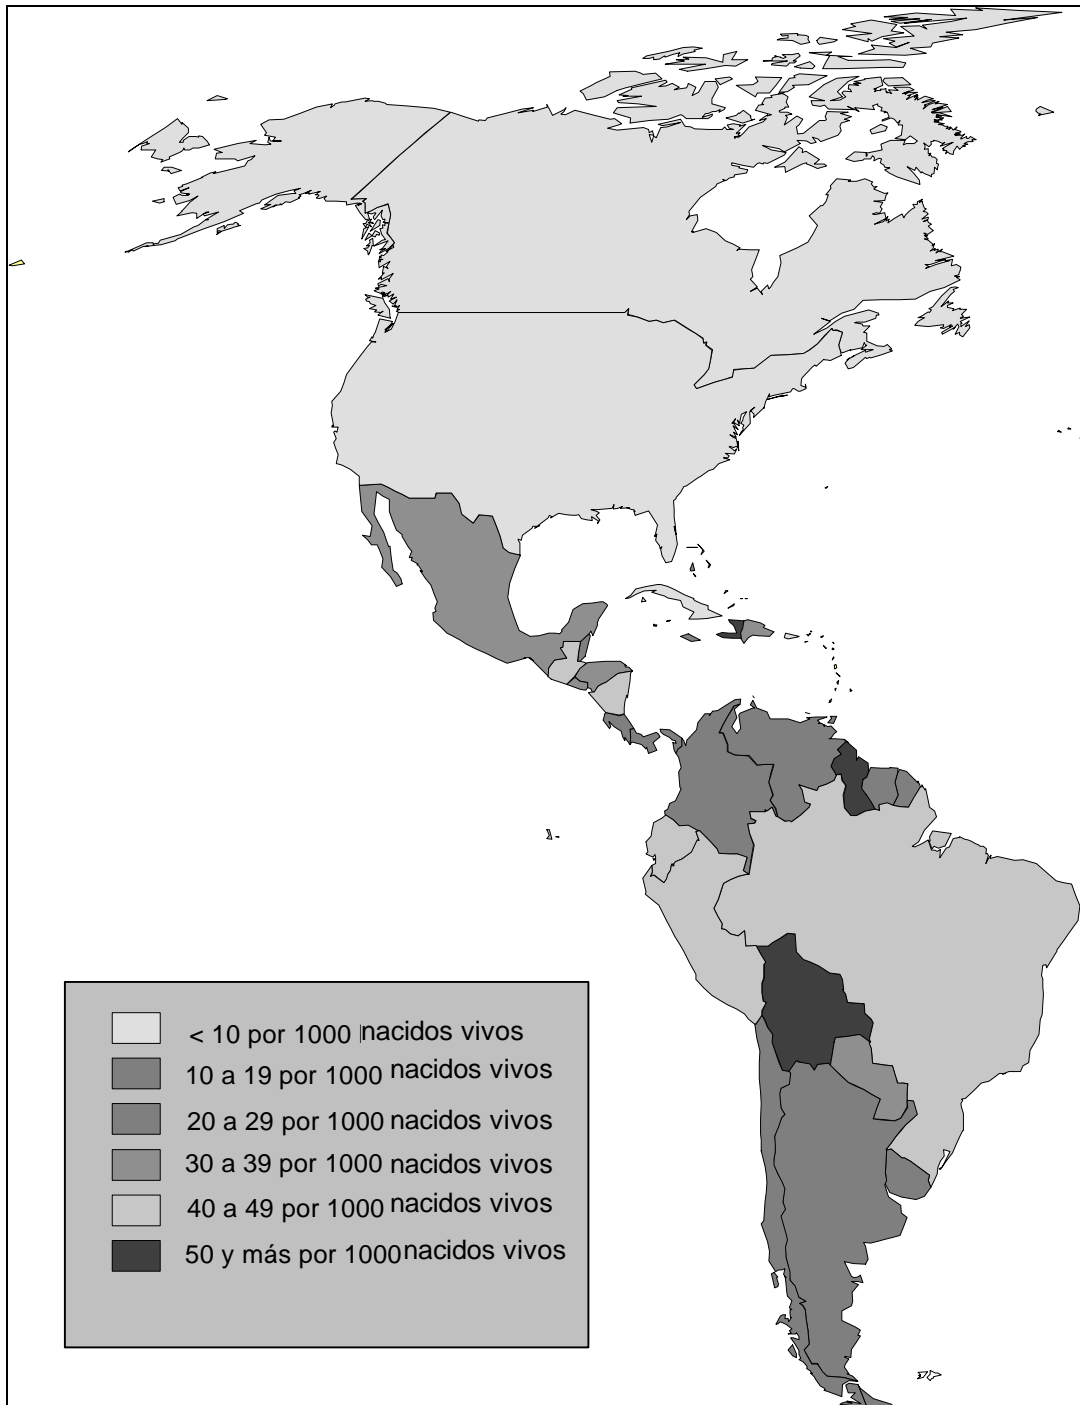 < 10 por 1000 nacidos vivos
10 a 19 por 1000 nacidos vivos
20 a 29 por 1000 nacidos vivos
30 a 39 por 1000 nacidos vivos
40 a 49 por 1000 nacidos vivos
50 y más por 1000 nacidos vivos